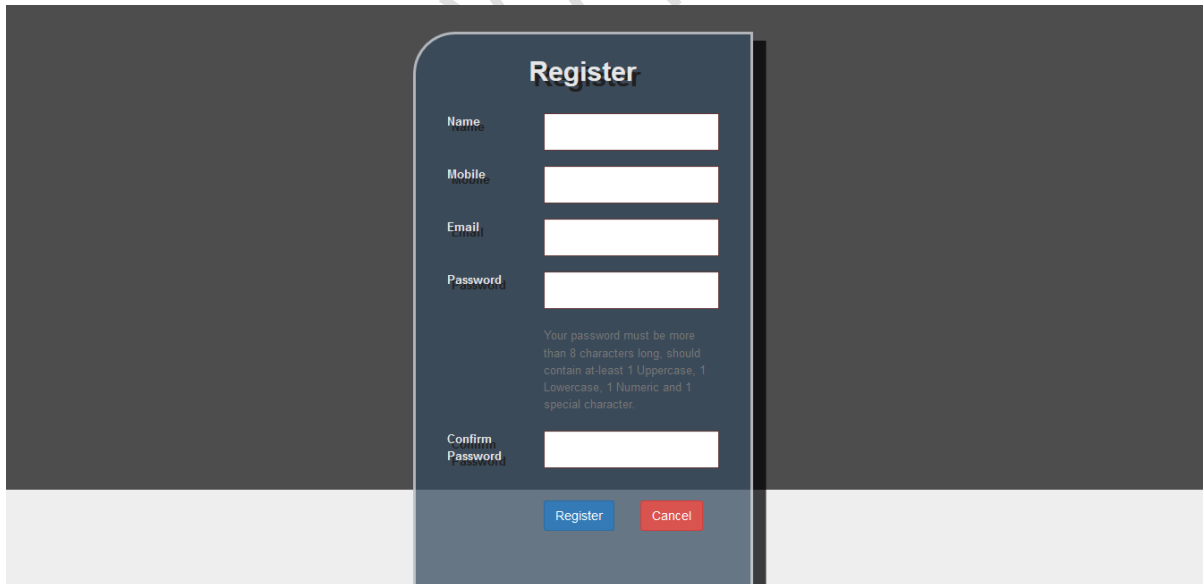 Register
Name
Mobile
Email
Password
Your password must be more
than 8 characters long, should
contain at-least 1 Uppercase, 1
Lowercase, 1 Numeric and 1
special character.
Confirm
Password
Register Cancel